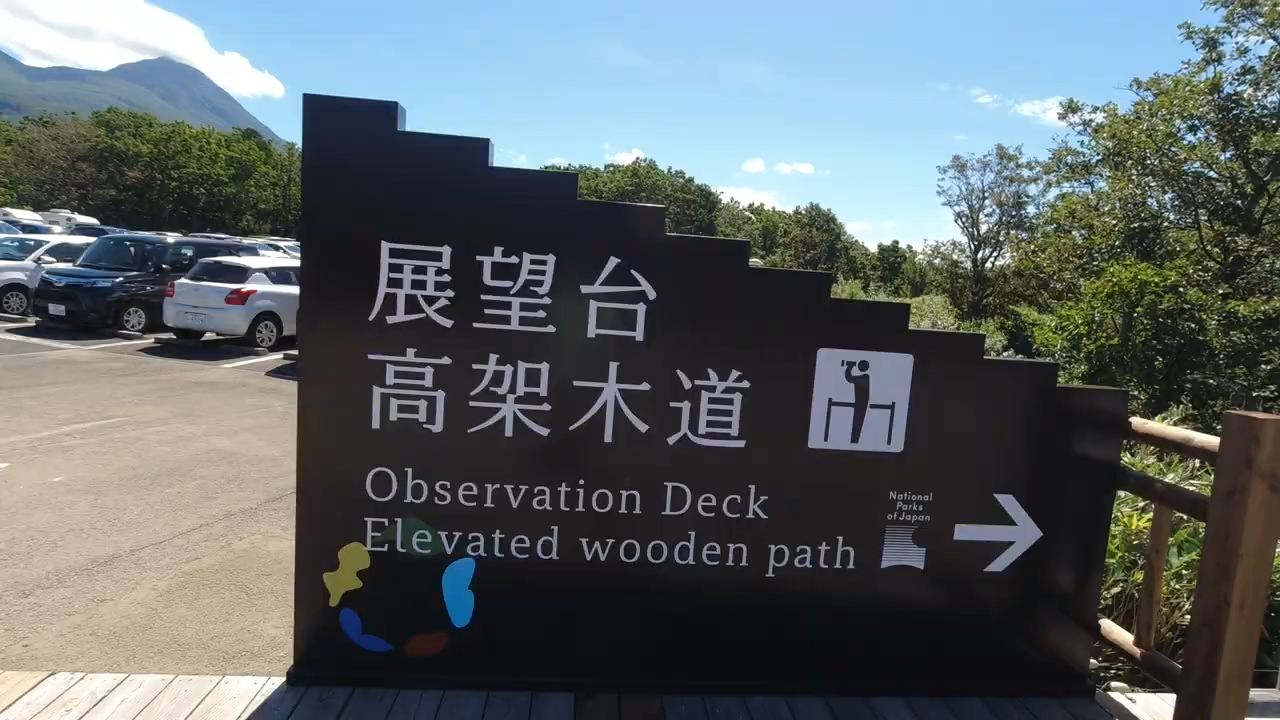 展望台
高架木道
Observation Deck
Elevated wooden path
National
Parks
of Japan